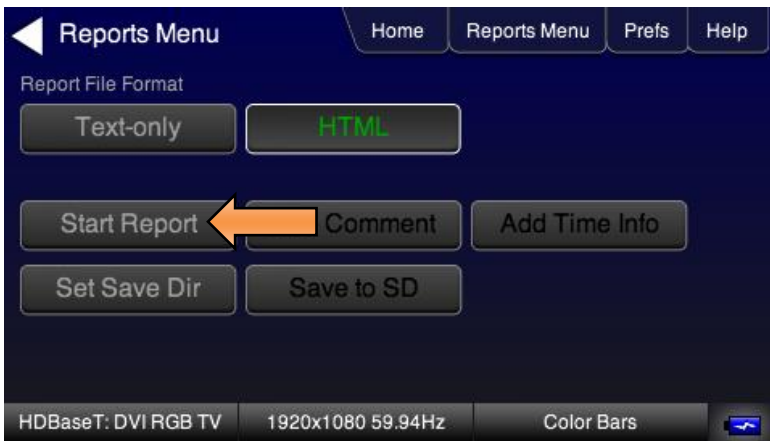 Reports Menu Home Reports Menu Prefs Help
Report File Format
Text-only HTML
Start Report Comment Add Time Info
Set Save Dir Save to SD
HDBaseT: DVI RGB TV 1920x1080 59.94Hz Color Bars